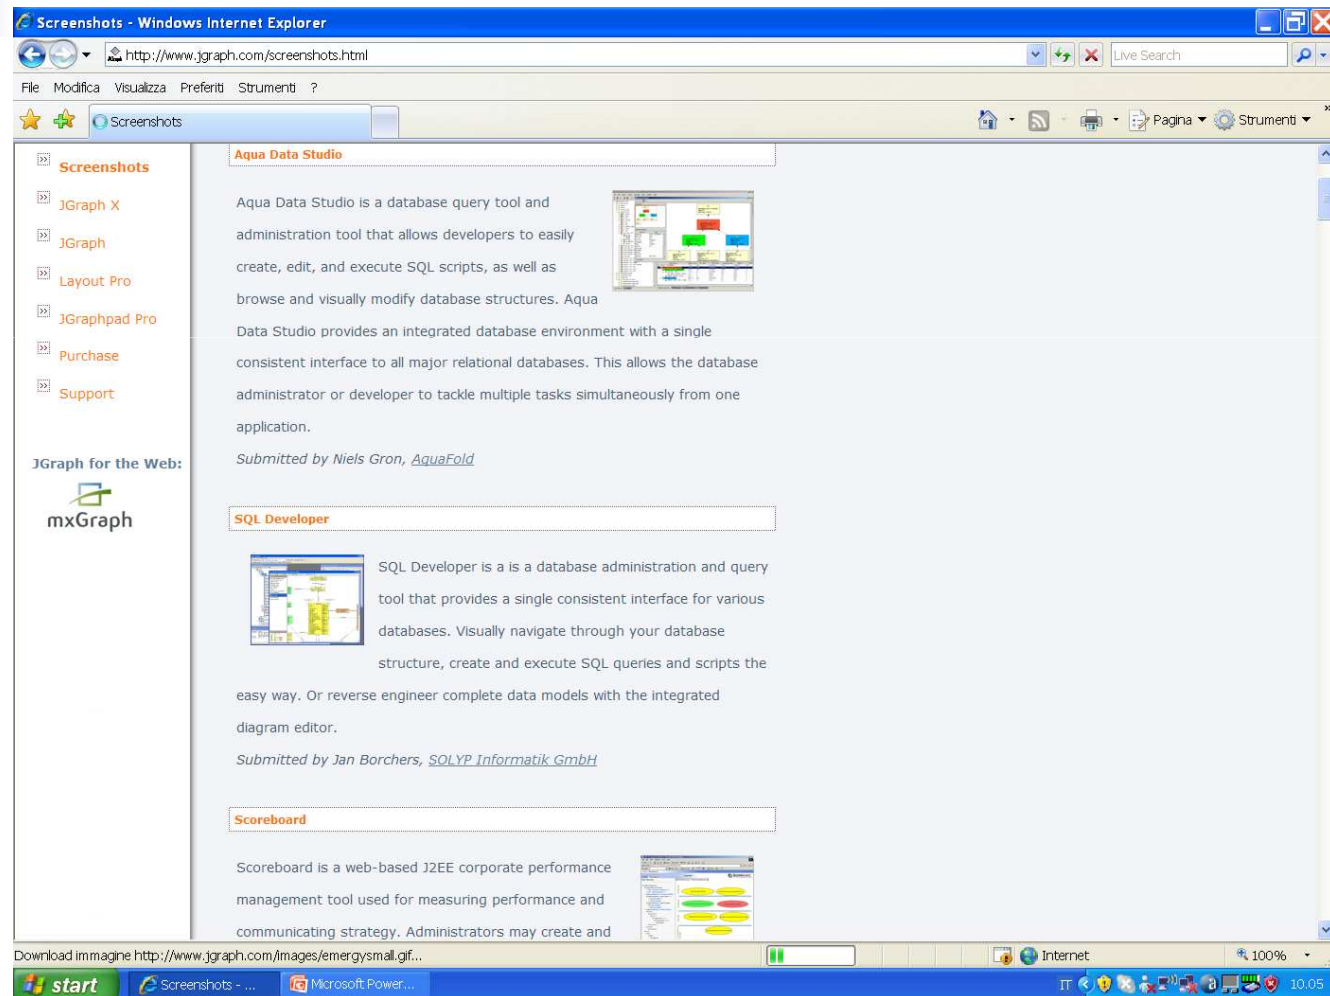 Screenshots - Windows Internet Explorer
http://www.jgraph.com/screenshots.html
Live Search
File Modifica Visualizza Preferiti Strumenti ?
Screenshots
Pagina
Strumenti
Screenshots
JGraph X
JGraph
Layout Pro
JGraphpad Pro
Purchase
Support
JGraph for the Web:
mxGraph
Aqua Data Studio
Aqua Data Studio is a database query tool and
administration tool that allows developers to easily
create, edit, and execute SQL scripts, as well as
browse and visually modify database structures. Aqua
Data Studio provides an integrated database environment with a single
consistent interface to all major relational databases. This allows the database
administrator or developer to tackle multiple tasks simultaneously from one
application.
Submitted by Niels Gron, AquaFold
SQL Developer
SQL Developer is a is a database administration and query
tool that provides a single consistent interface for various
databases. Visually navigate through your database
structure, create and execute SQL queries and scripts the
easy way. Or reverse engineer complete data models with the integrated
diagram editor.
Submitted by Jan Borchers, SOLYP Informatik GmbH
Scoreboard
Scoreboard is a web-based J2EE corporate performance
management tool used for measuring performance and
communicating strategy. Administrators may create and
Download immagine http://www.jgraph.com/images/emergysmall.gif...
Internet
100%
start
Screenshots - ...
Microsoft Power...
IT
10.05